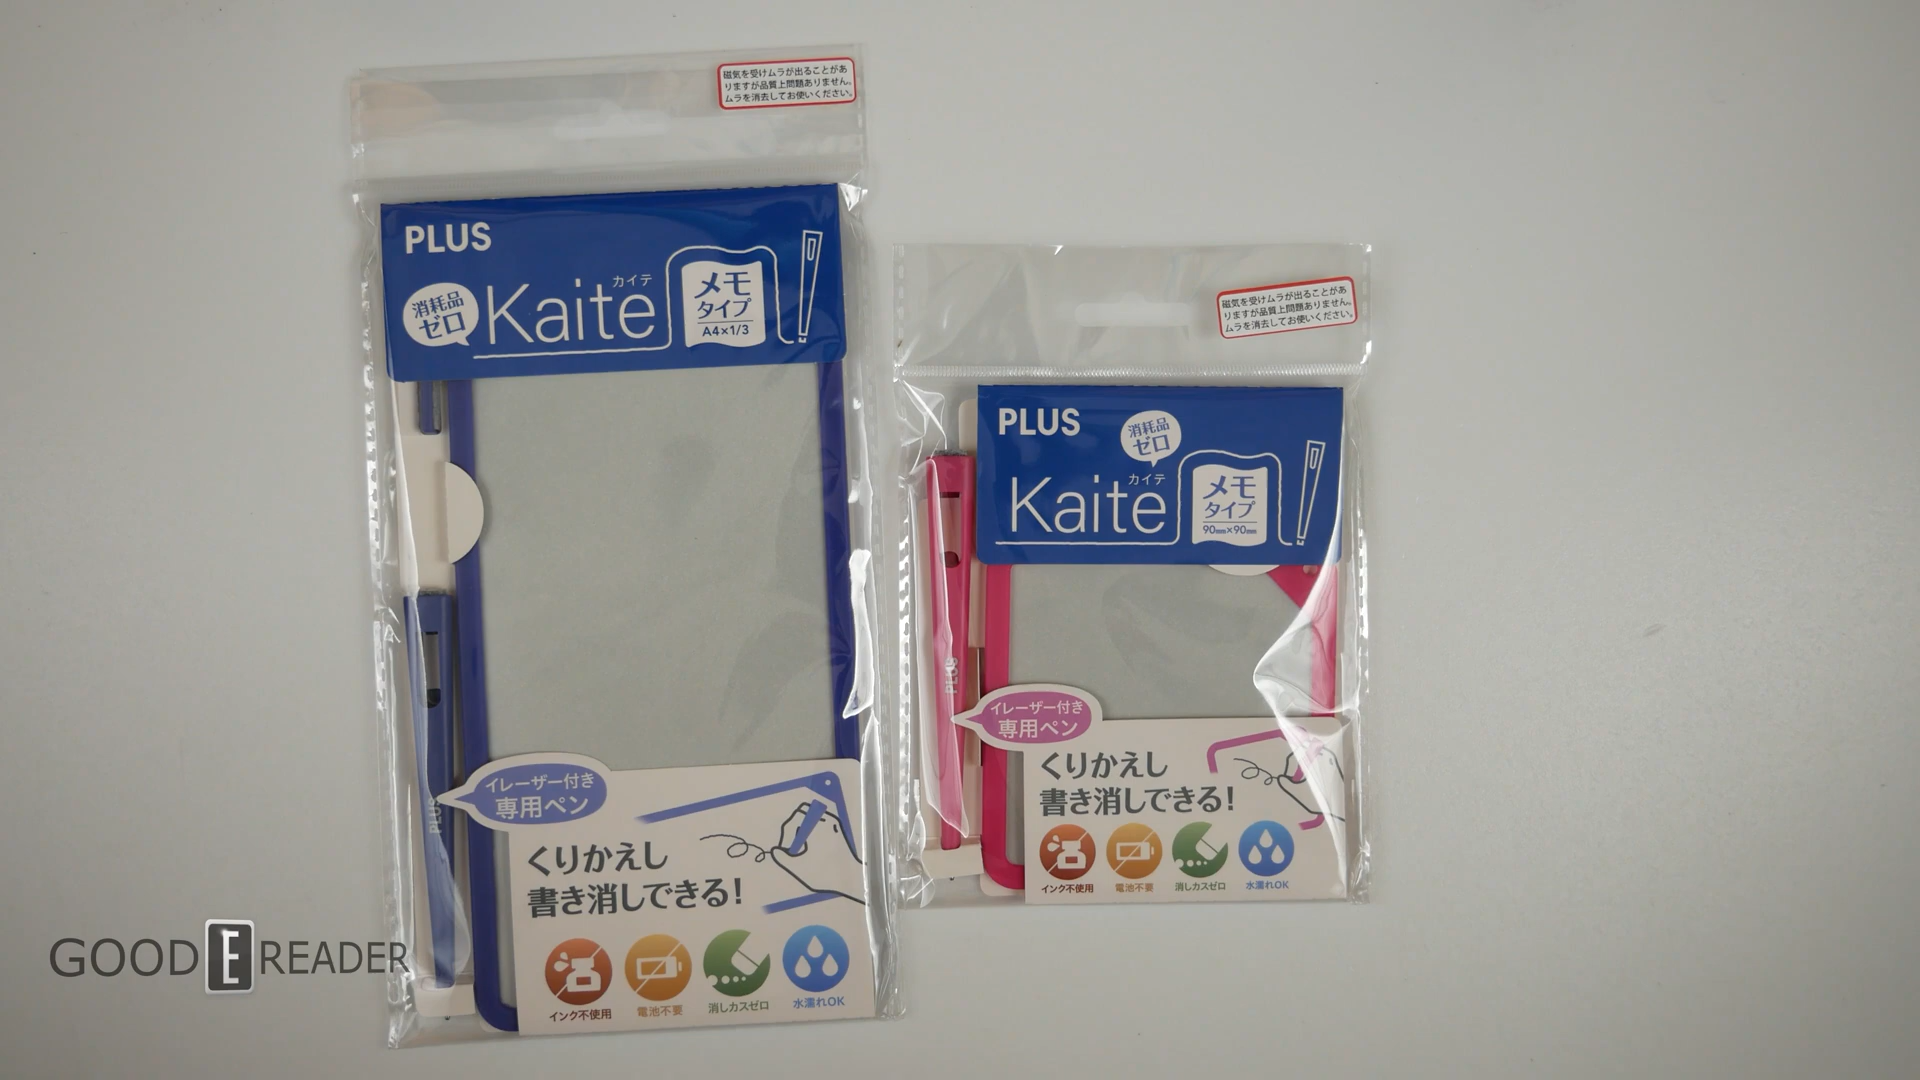 磁気を受けムラが出ることがあ
りますが品質上問題ありません。
ムラを消去してお使いください。
PLUS
消耗品
ゼロ
カイテ
Kaite
メモ
タイプ
A4×1/3
PLUS
イレーザー付き
専用ペン
くりかえし
書き消しできる!
インク不使用
電池不要
消しカスゼロ
水濡れOK
磁気を受けムラが出ることがあ
りますが品質上問題ありません。
ムラを消去してお使いください。
PLUS
消耗品
ゼロ
カイテ
Kaite
メモ
タイプ
90mm×90mm
PLUS
イレーザー付き
専用ペン
くりかえし
書き消しできる!
インク不使用
電池不要
消しカスゼロ
水濡れOK
GOOD E READER